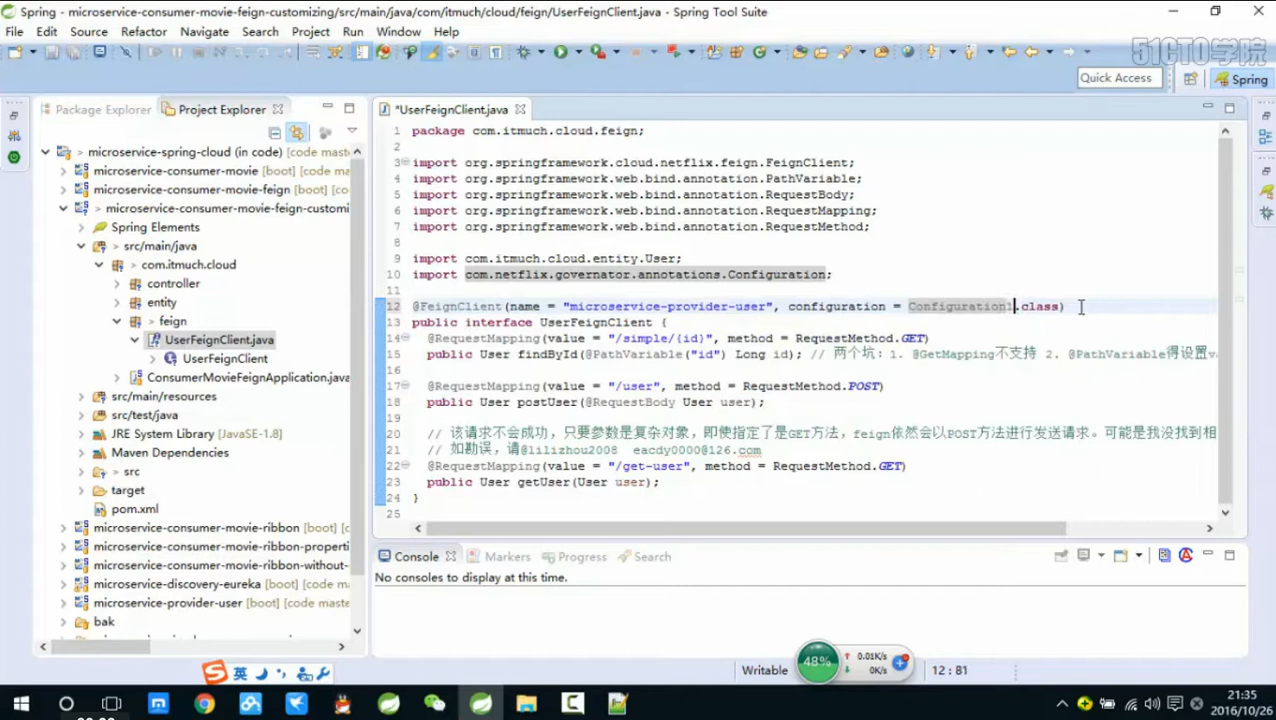 Spring - microservice-consumer-movie-feign-customizing/src/main/java/com/itmuch/cloud/feign/UserFeignClient.java - Spring Tool Suite
File Edit Source Refactor Navigate Search Project Run Window Help
51CTO学院
Quick Access
Spring
Package Explorer
Project Explorer
microservice-spring-cloud (in code) [code maste
microservice-consumer-movie [boot] [code mas
microservice-consumer-movie-feign [boot] [cod
microservice-consumer-movie-feign-customi
Spring Elements
src/main/java
com.itmuch.cloud
controller
entity
feign
UserFeignClient.java
UserFeignClient
ConsumerMovieFeignApplication.java
src/main/resources
src/test/java
JRE System Library [JavaSE-1.8]
Maven Dependencies
src
target
pom.xml
microservice-consumer-movie-ribbon [boot] [c
microservice-consumer-movie-ribbon-properti
microservice-consumer-movie-ribbon-without-
microservice-discovery-eureka [boot] [code ma
microservice-provider-user [boot] [code master
bak
*UserFeignClient.java
1 package com.itmuch.cloud.feign;
2
3 import org.springframework.cloud.netflix.feign.FeignClient;
4 import org.springframework.web.bind.annotation.PathVariable;
5 import org.springframework.web.bind.annotation.RequestBody;
6 import org.springframework.web.bind.annotation.RequestMapping;
7 import org.springframework.web.bind.annotation.RequestMethod;
8
9 import com.itmuch.cloud.entity.User;
10 import com.netflix.governator.annotations.Configuration;
11
12 @FeignClient(name = "microservice-provider-user", configuration = Configuration1.class)
13 public interface UserFeignClient {
14 @RequestMapping(value = "/simple/{id}", method = RequestMethod.GET)
15 public User findById(@PathVariable("id") Long id); // 两个坑：1. @GetMapping不支持 2. @PathVariable得设置va
16
17 @RequestMapping(value = "/user", method = RequestMethod.POST)
18 public User postUser(@RequestBody User user);
19
20 // 该请求不会成功，只要参数是复杂对象，即使指定了是GET方法，feign依然会以POST方法进行发送请求。可能是我没找到相
21 // 如勘误，请@lilizhou2008 eacdy0000@126.com
22 @RequestMapping(value = "/get-user", method = RequestMethod.GET)
23 public User getUser(User user);
24 }
25
Console
Markers
Progress
Search
No consoles to display at this time.
英
Writable
48%
0.01K/s
0K/s
12 : 81
21:35
2016/10/26